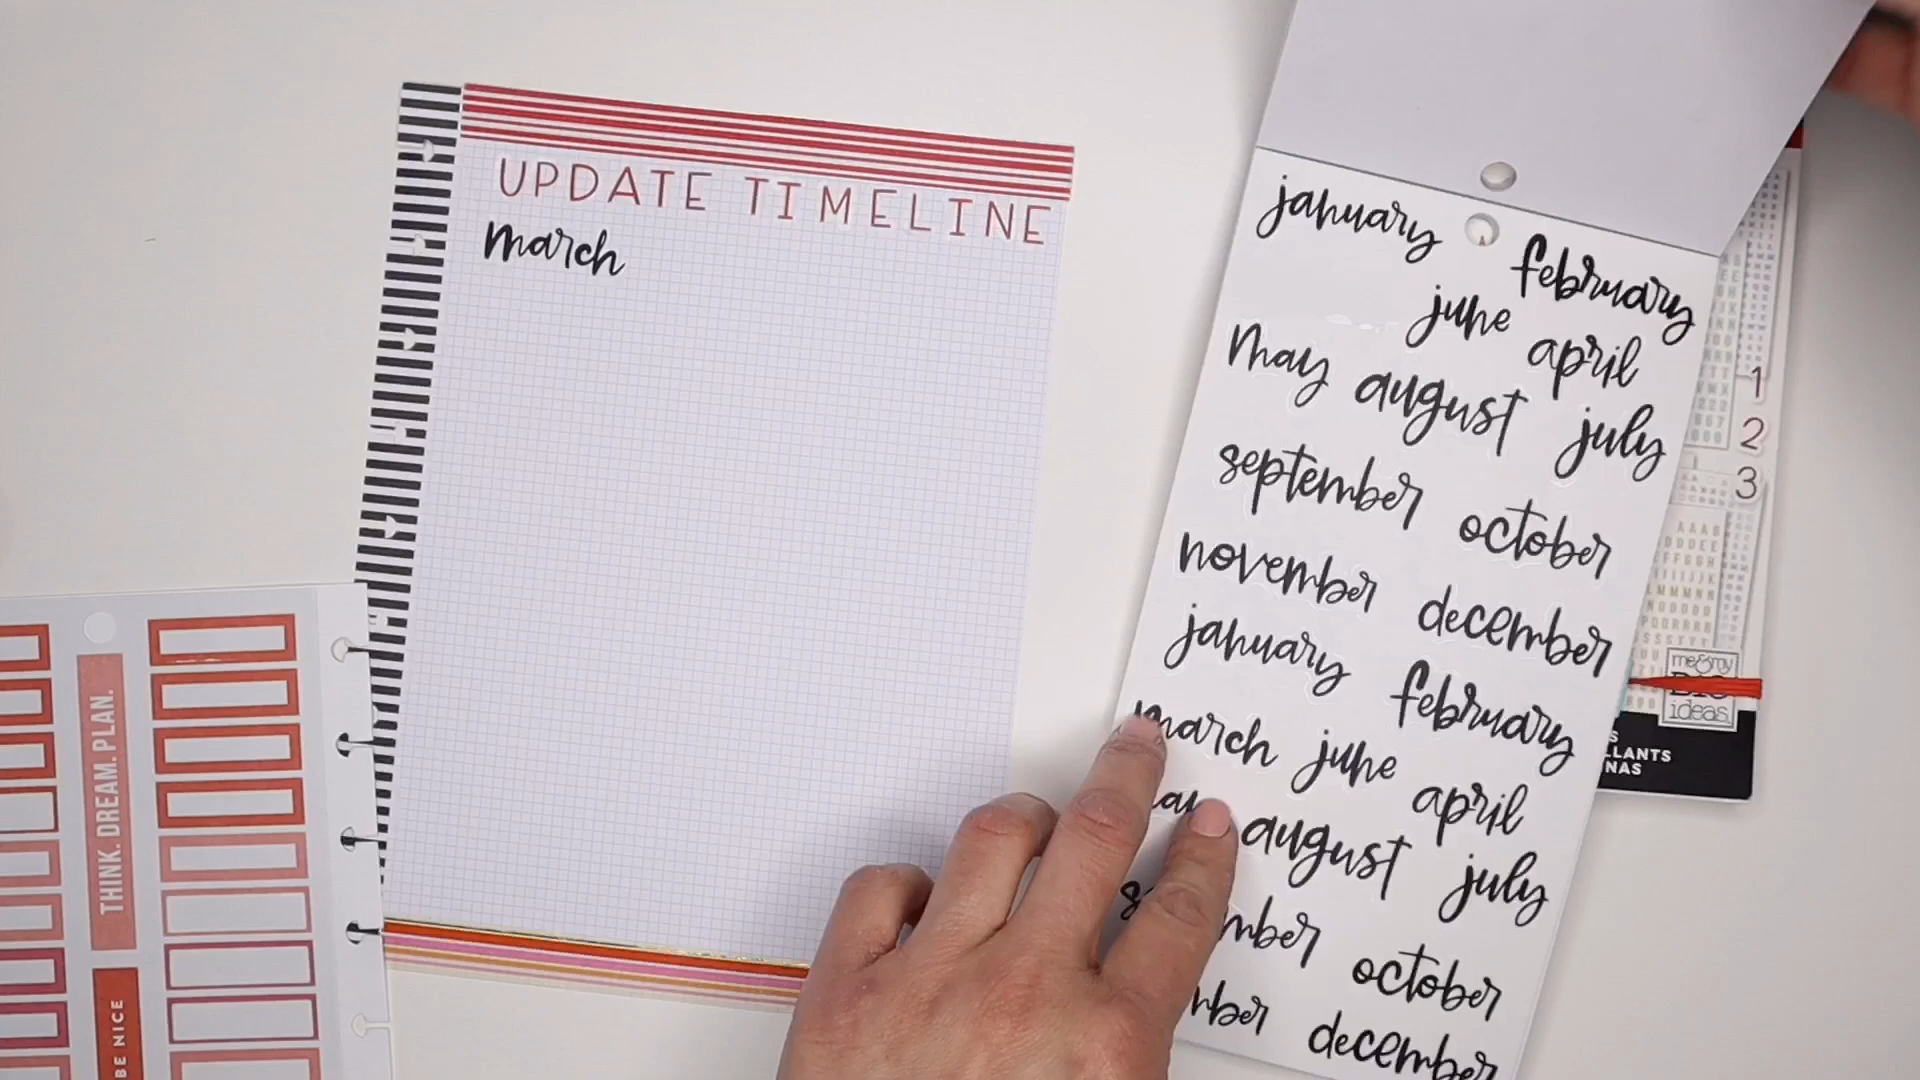 UPDATE TIMELINE
march
january
february
june april
may august july
september october
november december
january february
march june april
august july
october
december
1
2
3
me & my
BIG
ideas
THINK. DREAM. PLAN.
BE NICE